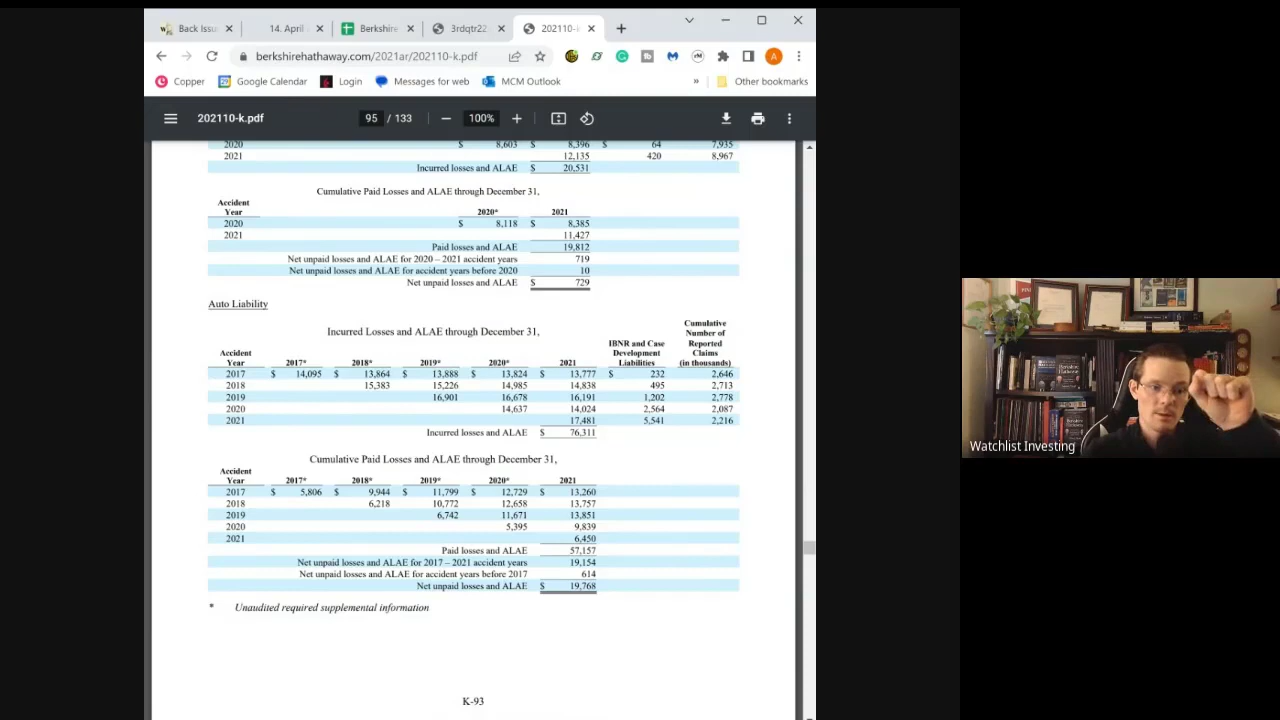 Back Issu
14. April
Berkshire
3rdqtr22
202110-k
berkshirehathaway.com/2021ar/202110-k.pdf
Copper
Google Calendar
Login
Messages for web
MCM Outlook
»
Other bookmarks
202110-k.pdf
95 / 133
100%
2020 $ 8,603 $ 8,396 $ 64 7,935
2021 12,135 420 8,967
Incurred losses and ALAE $ 20,531
Cumulative Paid Losses and ALAE through December 31,
Accident
Year 2020* 2021
2020 $ 8,118 $ 8,385
2021 11,427
Paid losses and ALAE 19,812
Net unpaid losses and ALAE for 2020 – 2021 accident years 719
Net unpaid losses and ALAE for accident years before 2020 10
Net unpaid losses and ALAE $ 729
Auto Liability
Incurred Losses and ALAE through December 31,
Cumulative
Number of
IBNR and Case Reported
Accident Development Claims
Year 2017* 2018* 2019* 2020* 2021 Liabilities (in thousands)
2017 $ 14,095 $ 13,864 $ 13,888 $ 13,824 $ 13,777 $ 232 2,646
2018 15,383 15,226 14,985 14,838 495 2,713
2019 16,901 16,678 16,191 1,202 2,778
2020 14,637 14,024 2,564 2,087
2021 17,481 5,541 2,216
Incurred losses and ALAE $ 76,311
Cumulative Paid Losses and ALAE through December 31,
Accident
Year 2017* 2018* 2019* 2020* 2021
2017 $ 5,806 $ 9,944 $ 11,799 $ 12,729 $ 13,260
2018 6,218 10,772 12,658 13,757
2019 6,742 11,671 13,851
2020 5,395 9,839
2021 6,450
Paid losses and ALAE 57,157
Net unpaid losses and ALAE for 2017 – 2021 accident years 19,154
Net unpaid losses and ALAE for accident years before 2017 614
Net unpaid losses and ALAE $ 19,768
* Unaudited required supplemental information
K-93
Watchlist Investing